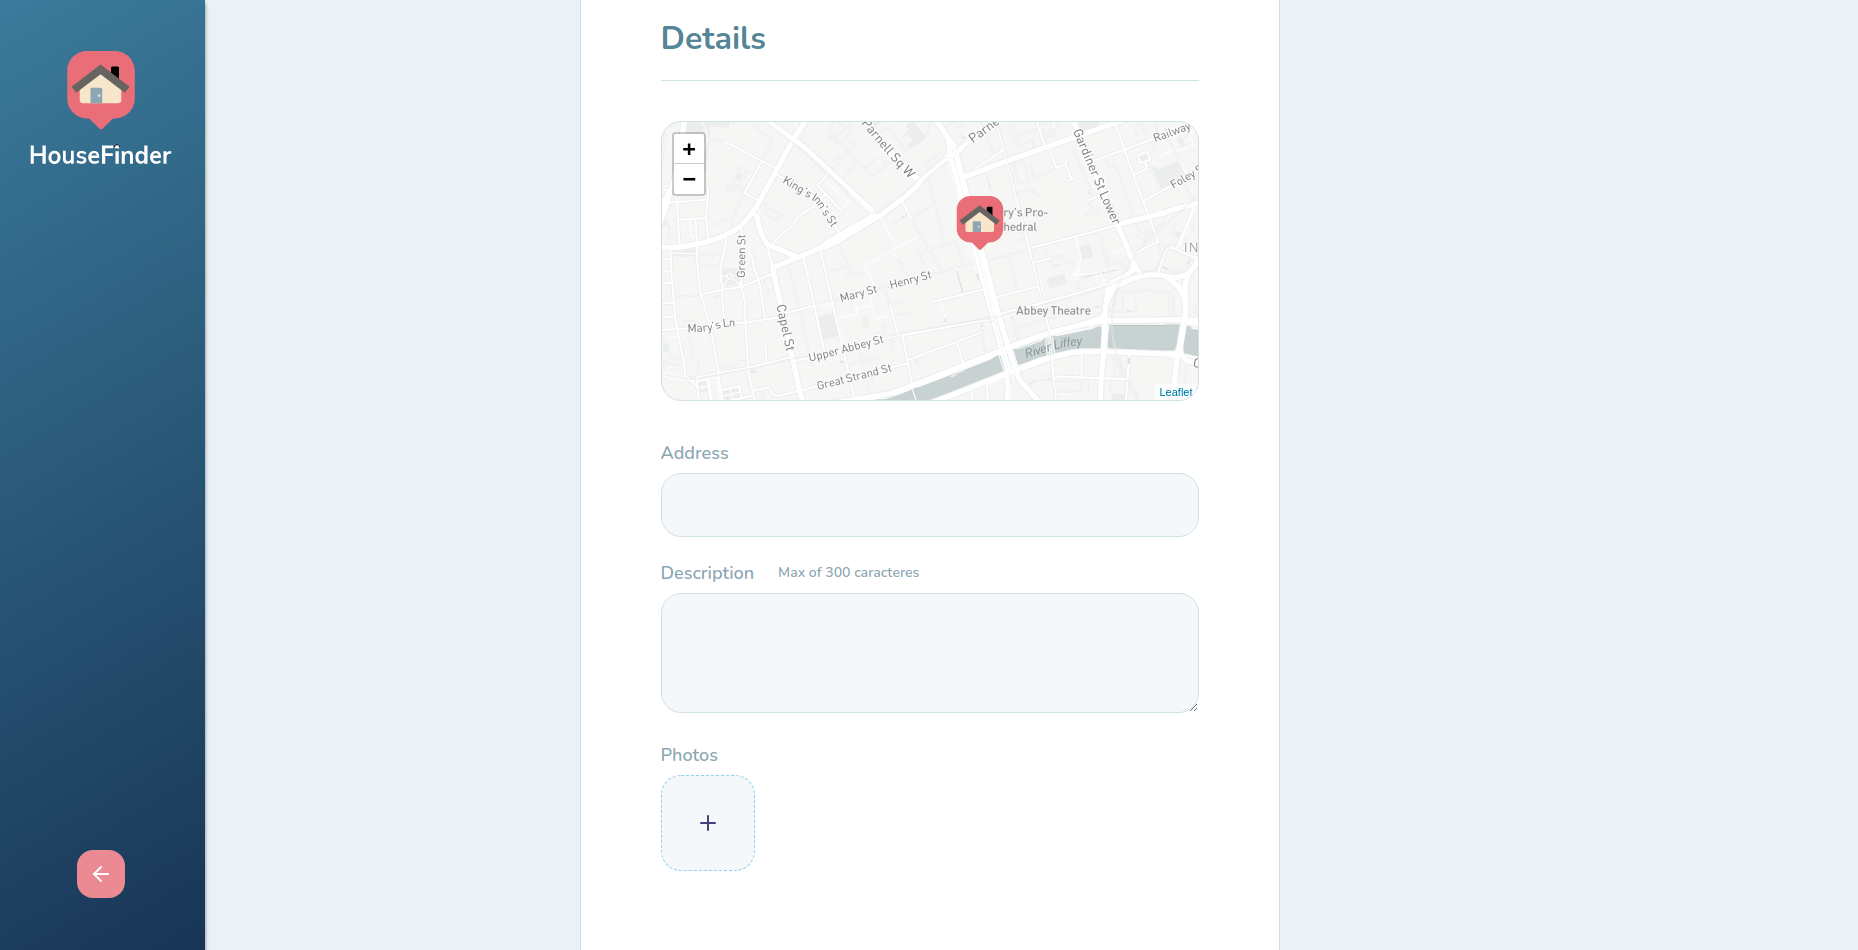 HouseFinder
Details
+
−
Parnell Sq W
Parne
Gardiner St Lower
Railway
Foley S
King's Inn's St
ry's Pro-
hedral
Green St
IN
Henry St
Mary St
Abbey Theatre
Capel St
Mary's Ln
Upper Abbey St
River Liffey
Great Strand St
Leaflet
Address
Description Max of 300 caracteres
Photos
+